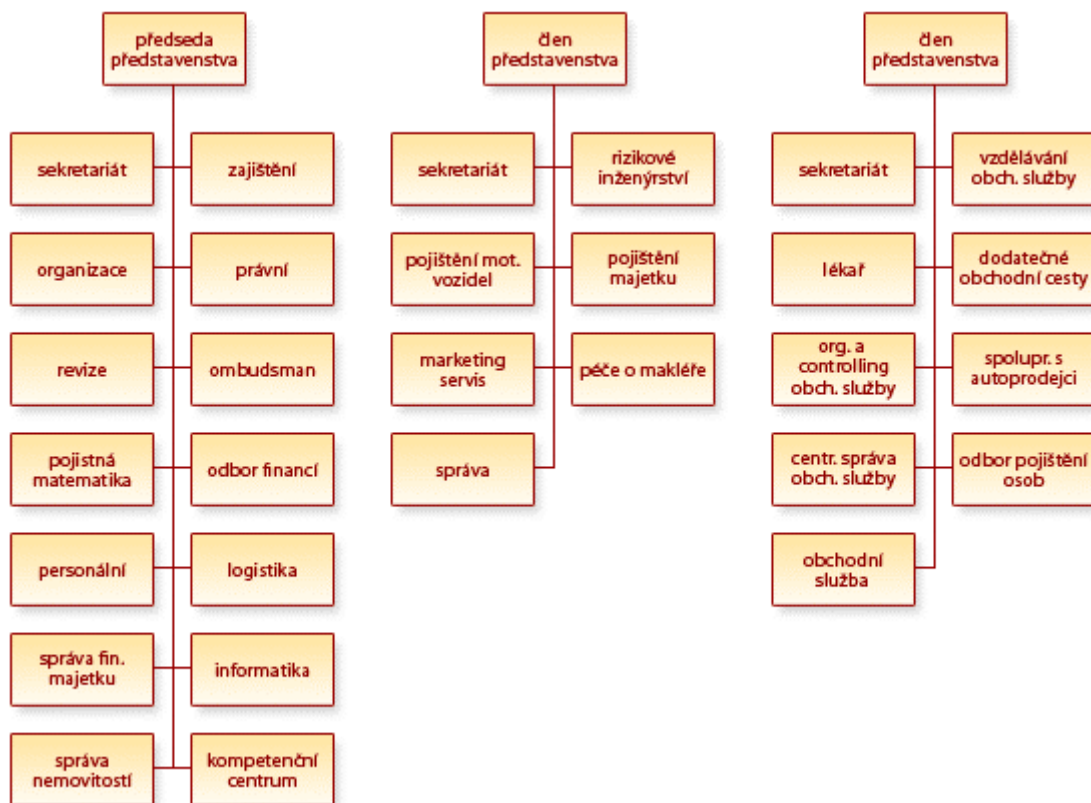 předseda
představenstva
sekretariát
zajištění
organizace
právní
revize
ombudsman
pojistná
matematika
odbor financí
personální
logistika
správa fin.
majetku
informatika
správa
nemovitostí
kompetenční
centrum
člen
představenstva
sekretariát
rizikové
inženýrství
pojištění mot.
vozidel
pojištění
majetku
marketing
servis
péče o makléře
správa
člen
představenstva
sekretariát
vzdělávání
obch. služby
lékař
dodatečné
obchodní cesty
org. a
controlling
obch. služby
spolupr. s
autoprodejci
centr. správa
obch. služby
odbor pojištění
osob
obchodní
služba